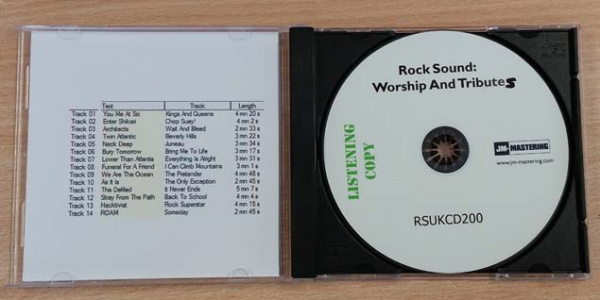 Text Track Length
Track 01 You Me At Six Kings And Queens 4 mn 20 s
Track 02 Enter Shikari Chop Suey! 4 mn 2 s
Track 03 Architects Wait And Bleed 2 mn 33 s
Track 04 Twin Atlantic Beverly Hills 3 mn 22 s
Track 05 Neck Deep Juneau 3 mn 34 s
Track 06 Bury Tomorrow Bring Me To Life 3 mn 17 s
Track 07 Lower Than Atlantis Everything Is Alright 3 mn 31 s
Track 08 Funeral For A Friend I Can Climb Mountains 3 mn 1 s
Track 09 We Are The Ocean The Pretender 4 mn 48 s
Track 10 As It Is The Only Exception 2 mn 45 s
Track 11 The Defiled It Never Ends 5 mn 7 s
Track 12 Stray From The Path Back To School 4 mn 4 s
Track 13 Hacktivist Rock Superstar 4 mn 15 s
Track 14 ROAM Someday 2 mn 45 s
Rock Sound:
Worship And Tributes
LISTENING
COPY
JM-MASTERING
www.jm-mastering.com
RSUKCD200